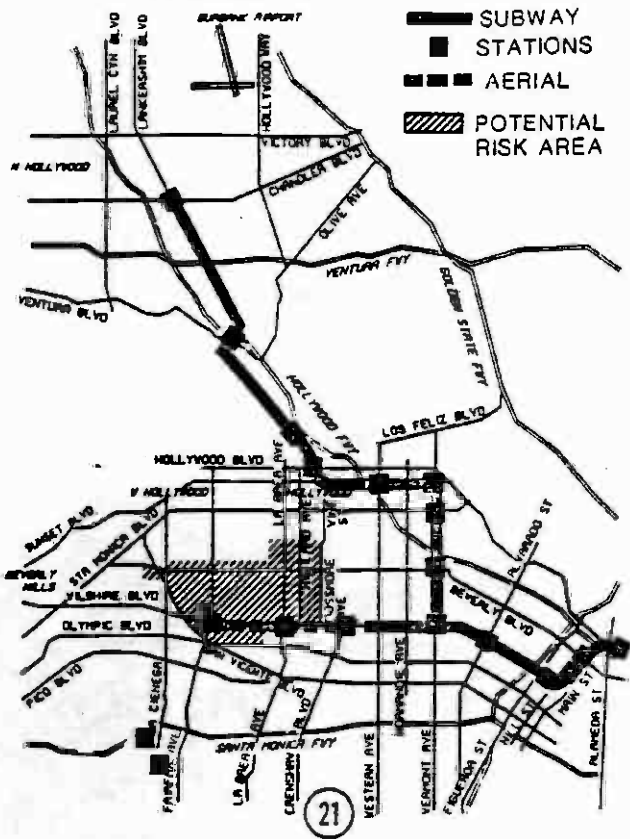 SUBWAY
STATIONS
AERIAL
POTENTIAL
RISK AREA
BURBANK AIRPORT
LAUREL CYN BLVD
LANKERSHIM BLVD
HOLLYWOOD WAY
VICTORY BLVD
N HOLLYWOOD
CHANDLER BLVD
OLIVE AVE
VENTURA FWY
VENTURA BLVD
GOLDEN STATE FWY
HOLLYWOOD FWY
LOS FELIZ BLVD
HOLLYWOOD BLVD
LA BREA AVE
W HOLLYWOOD
HOLLYWOOD
SUNSET BLVD
STA MONICA BLVD
ALVARADO ST
BEVERLY
HILLS
WILSHIRE BLVD
BEVERLY BLVD
OLYMPIC BLVD
PICO BLVD
SAN VICENTE BLVD
LA CIENEGA
FAIRFAX AVE
LA BREA AVE
CRENSHAW BLVD
SANTA MONICA FWY
WESTERN AVE
NORMANDIE AVE
VERMONT AVE
FIGUEROA ST
HILL ST
MAIN ST
ALAMEDA ST
21